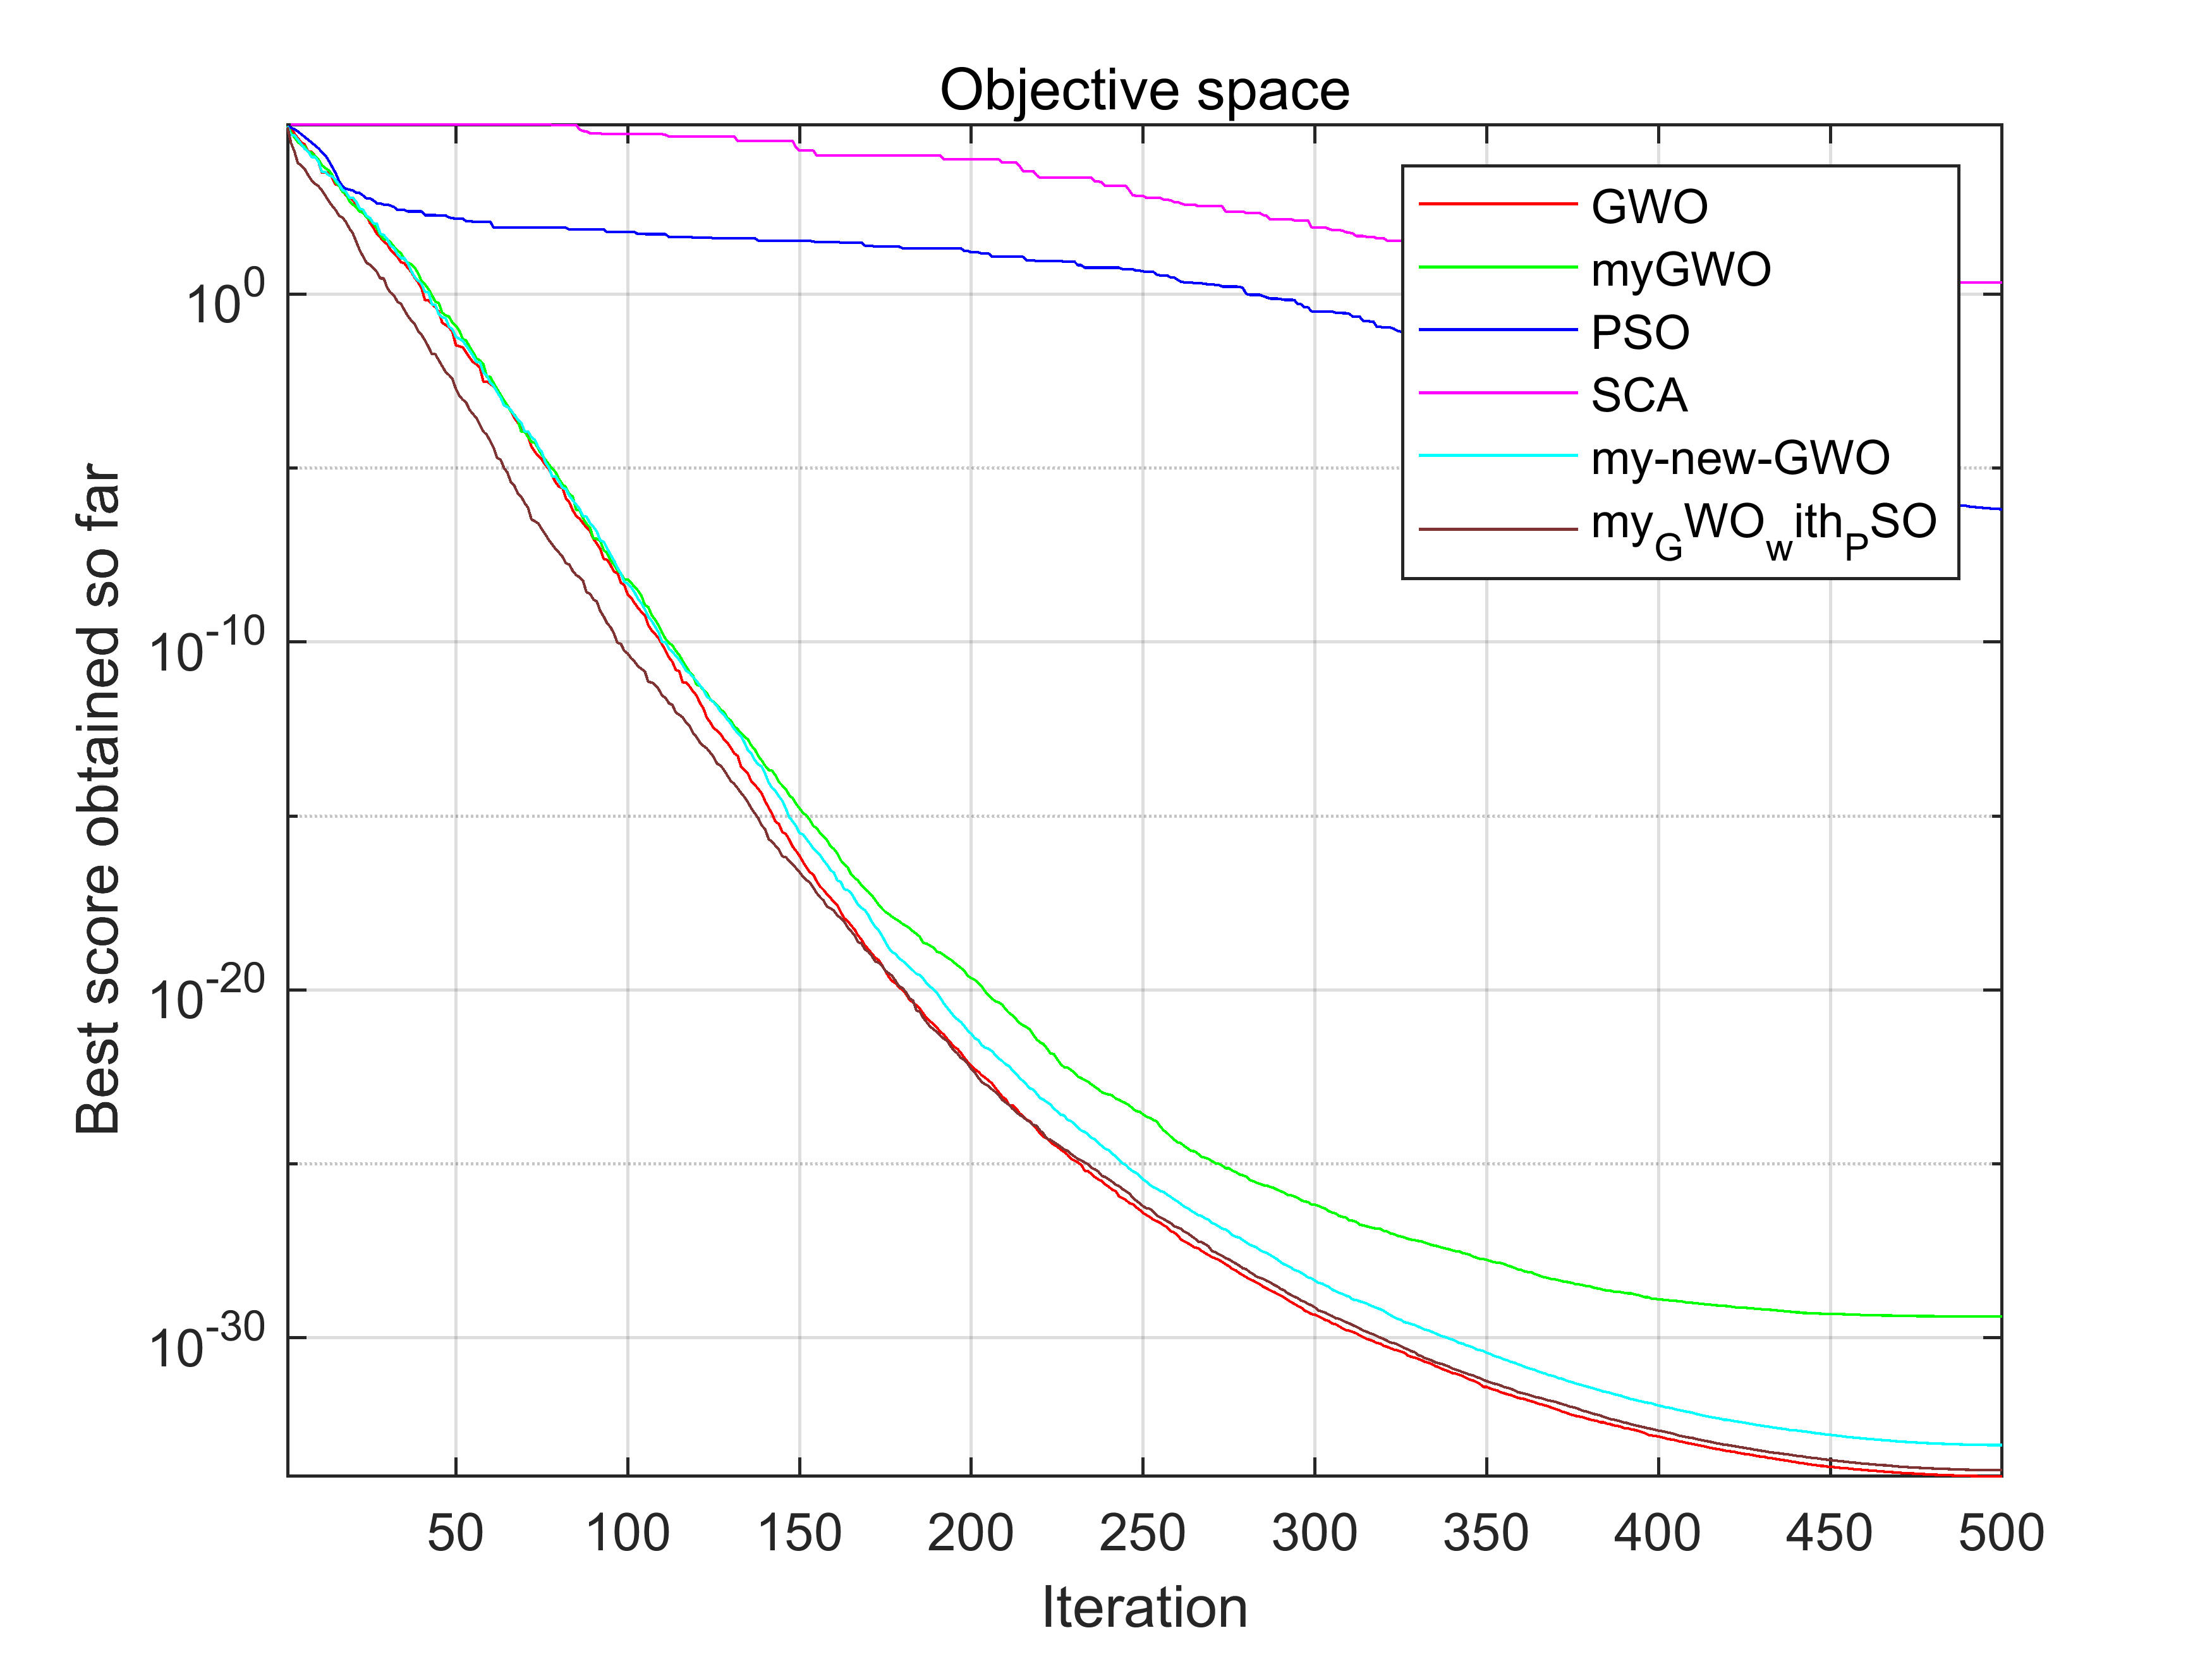 Objective space
Best score obtained so far
10^0
10^-10
10^-20
10^-30
GWO
myGWO
PSO
SCA
my-new-GWO
my_GWO_with_PSO
50 100 150 200 250 300 350 400 450 500
Iteration